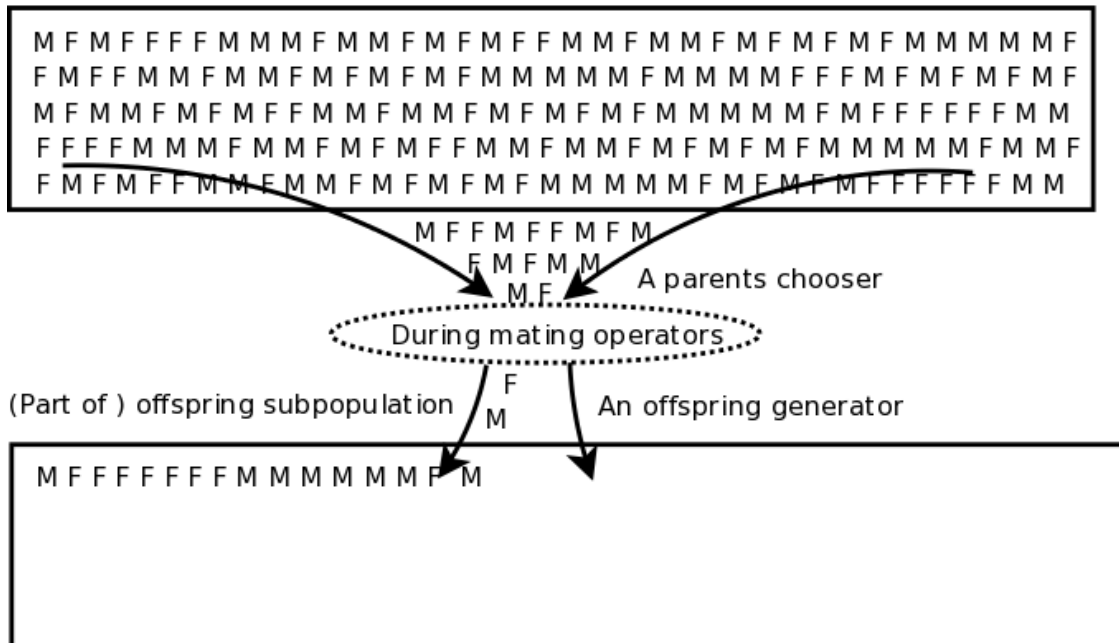 M F M F F F F M M M F M M F M F M F F M M F M M F M F M F M F M M M M M F
F M F F M M F M M F M F M F M F M M M M M F M M M M F F F M F M F M F M F
M F M M F M F M F F M M F M M F M F M F M F M M M M M F M F F F F F F M M
F F F F M M M F M M F M F M F F M M F M M F M F M F M F M M M M M F M M F
F M F M F F M M F M M F M F M F M F M M M M M F M F M F M F F F F F F M M
M F F M F F M F M
F M F M M
M F
A parents chooser
During mating operators
F
(Part of ) offspring subpopulation
M
An offspring generator
M F F F F F F F M M M M M M F M